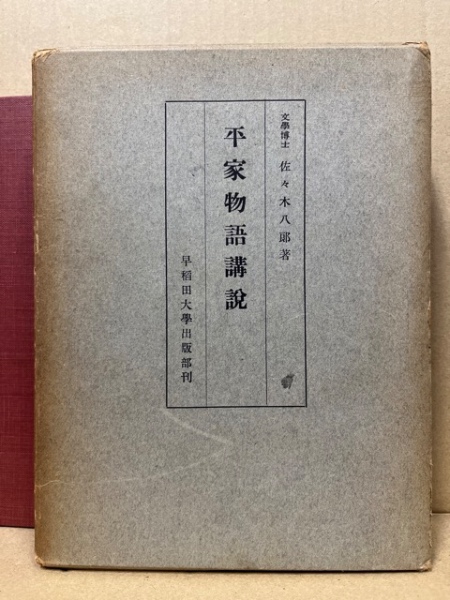 文學博士 佐々木八郎著
平家物語講說
早稲田大學出版部刊